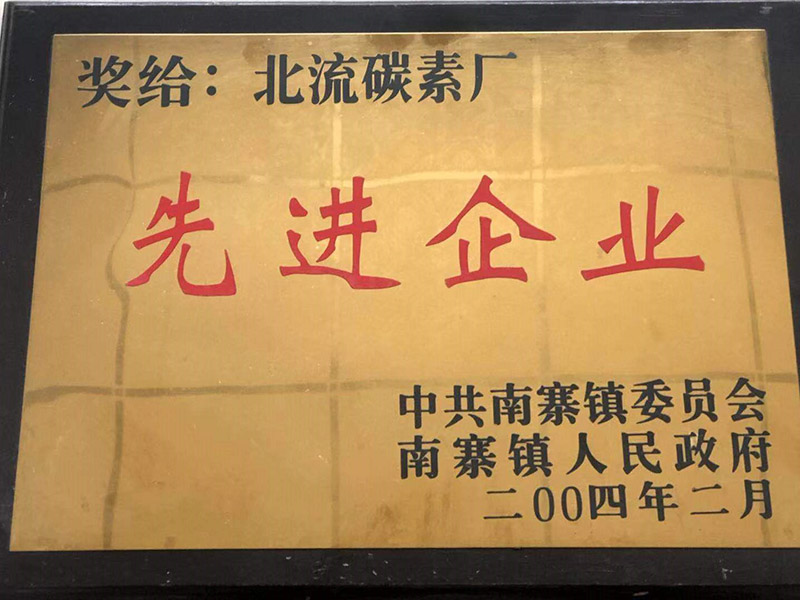 奖给：北流碳素厂
先进企业
中共南寨镇委员会
南寨镇人民政府
二00四年二月